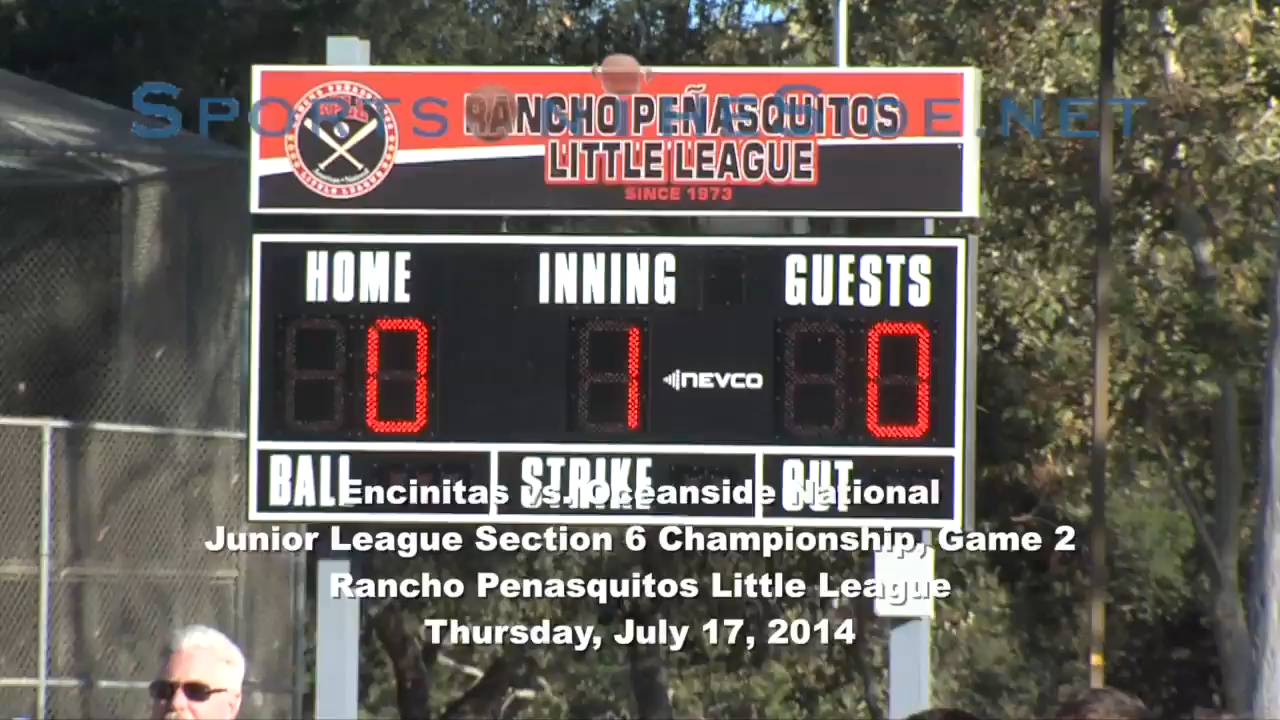 SPORTS ONTHESIDE.NET
RANCHO PEÑASQUITOS
LITTLE LEAGUE
SINCE 1973
HOME INNING GUESTS
0 1 0
NEVCO
BALL STRIKE OUT
Encinitas vs. Oceanside National
Junior League Section 6 Championship, Game 2
Rancho Penasquitos Little League
Thursday, July 17, 2014